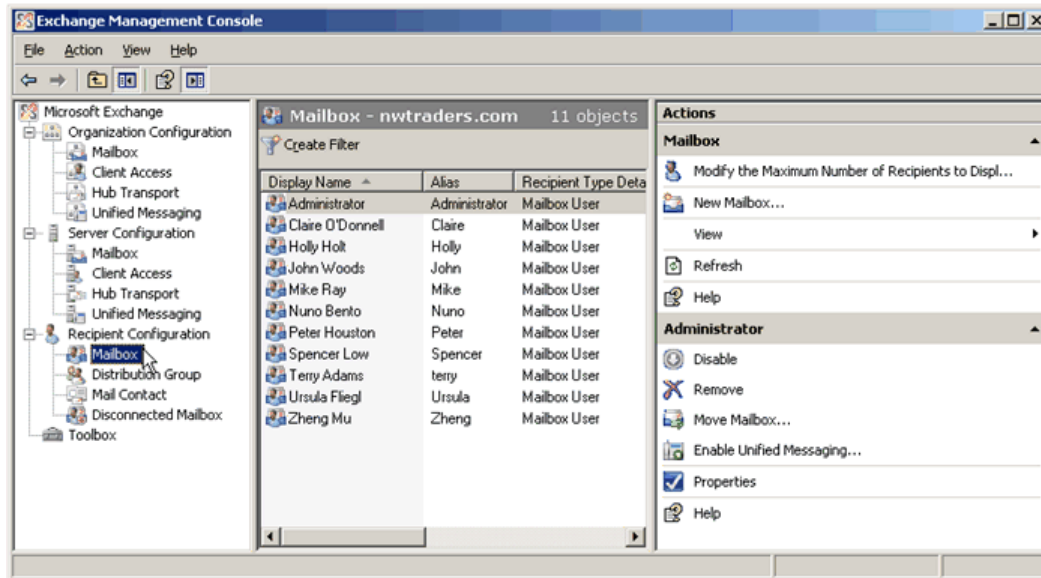 Exchange Management Console
File Action View Help
Microsoft Exchange
Organization Configuration
Mailbox
Client Access
Hub Transport
Unified Messaging
Server Configuration
Mailbox
Client Access
Hub Transport
Unified Messaging
Recipient Configuration
Mailbox
Distribution Group
Mail Contact
Disconnected Mailbox
Toolbox
Mailbox - nwtraders.com 11 objects
Create Filter
Display Name Alias Recipient Type Deta
Administrator Administrator Mailbox User
Claire O'Donnell Claire Mailbox User
Holly Holt Holly Mailbox User
John Woods John Mailbox User
Mike Ray Mike Mailbox User
Nuno Bento Nuno Mailbox User
Peter Houston Peter Mailbox User
Spencer Low Spencer Mailbox User
Terry Adams terry Mailbox User
Ursula Fliegl Ursula Mailbox User
Zheng Mu Zheng Mailbox User
Actions
Mailbox
Modify the Maximum Number of Recipients to Displ...
New Mailbox...
View
Refresh
Help
Administrator
Disable
Remove
Move Mailbox...
Enable Unified Messaging...
Properties
Help